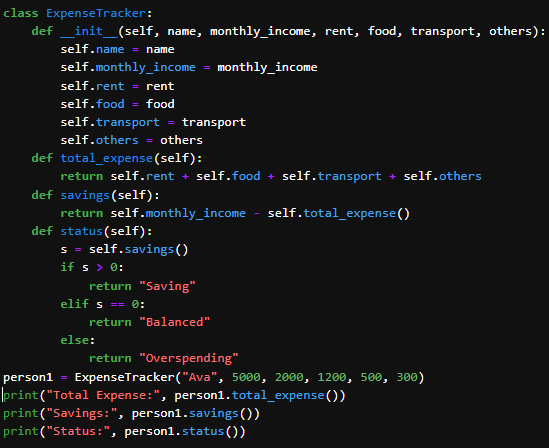 class ExpenseTracker:
    def __init__(self, name, monthly_income, rent, food, transport, others):
        self.name = name
        self.monthly_income = monthly_income
        self.rent = rent
        self.food = food
        self.transport = transport
        self.others = others
    def total_expense(self):
        return self.rent + self.food + self.transport + self.others
    def savings(self):
        return self.monthly_income - self.total_expense()
    def status(self):
        s = self.savings()
        if s > 0:
            return "Saving"
        elif s == 0:
            return "Balanced"
        else:
            return "Overspending"
person1 = ExpenseTracker("Ava", 5000, 2000, 1200, 500, 300)
print("Total Expense:", person1.total_expense())
print("Savings:", person1.savings())
print("Status:", person1.status())